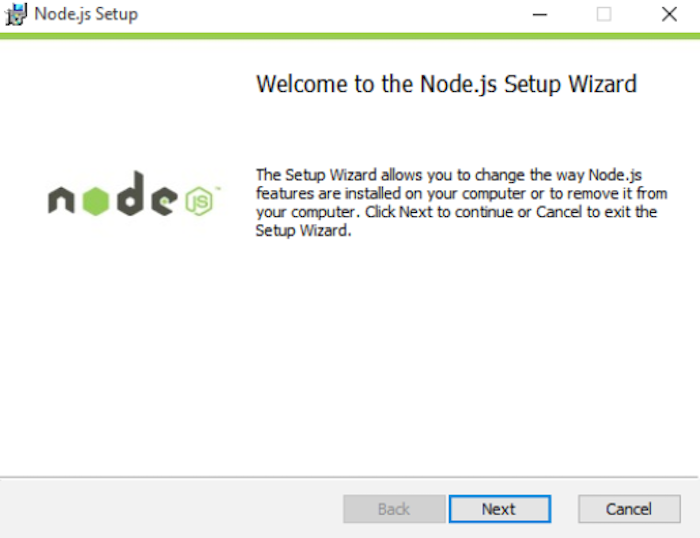 Node.js Setup
Welcome to the Node.js Setup Wizard
The Setup Wizard allows you to change the way Node.js
features are installed on your computer or to remove it from
your computer. Click Next to continue or Cancel to exit the
Setup Wizard.
node JS ™
Back Next Cancel